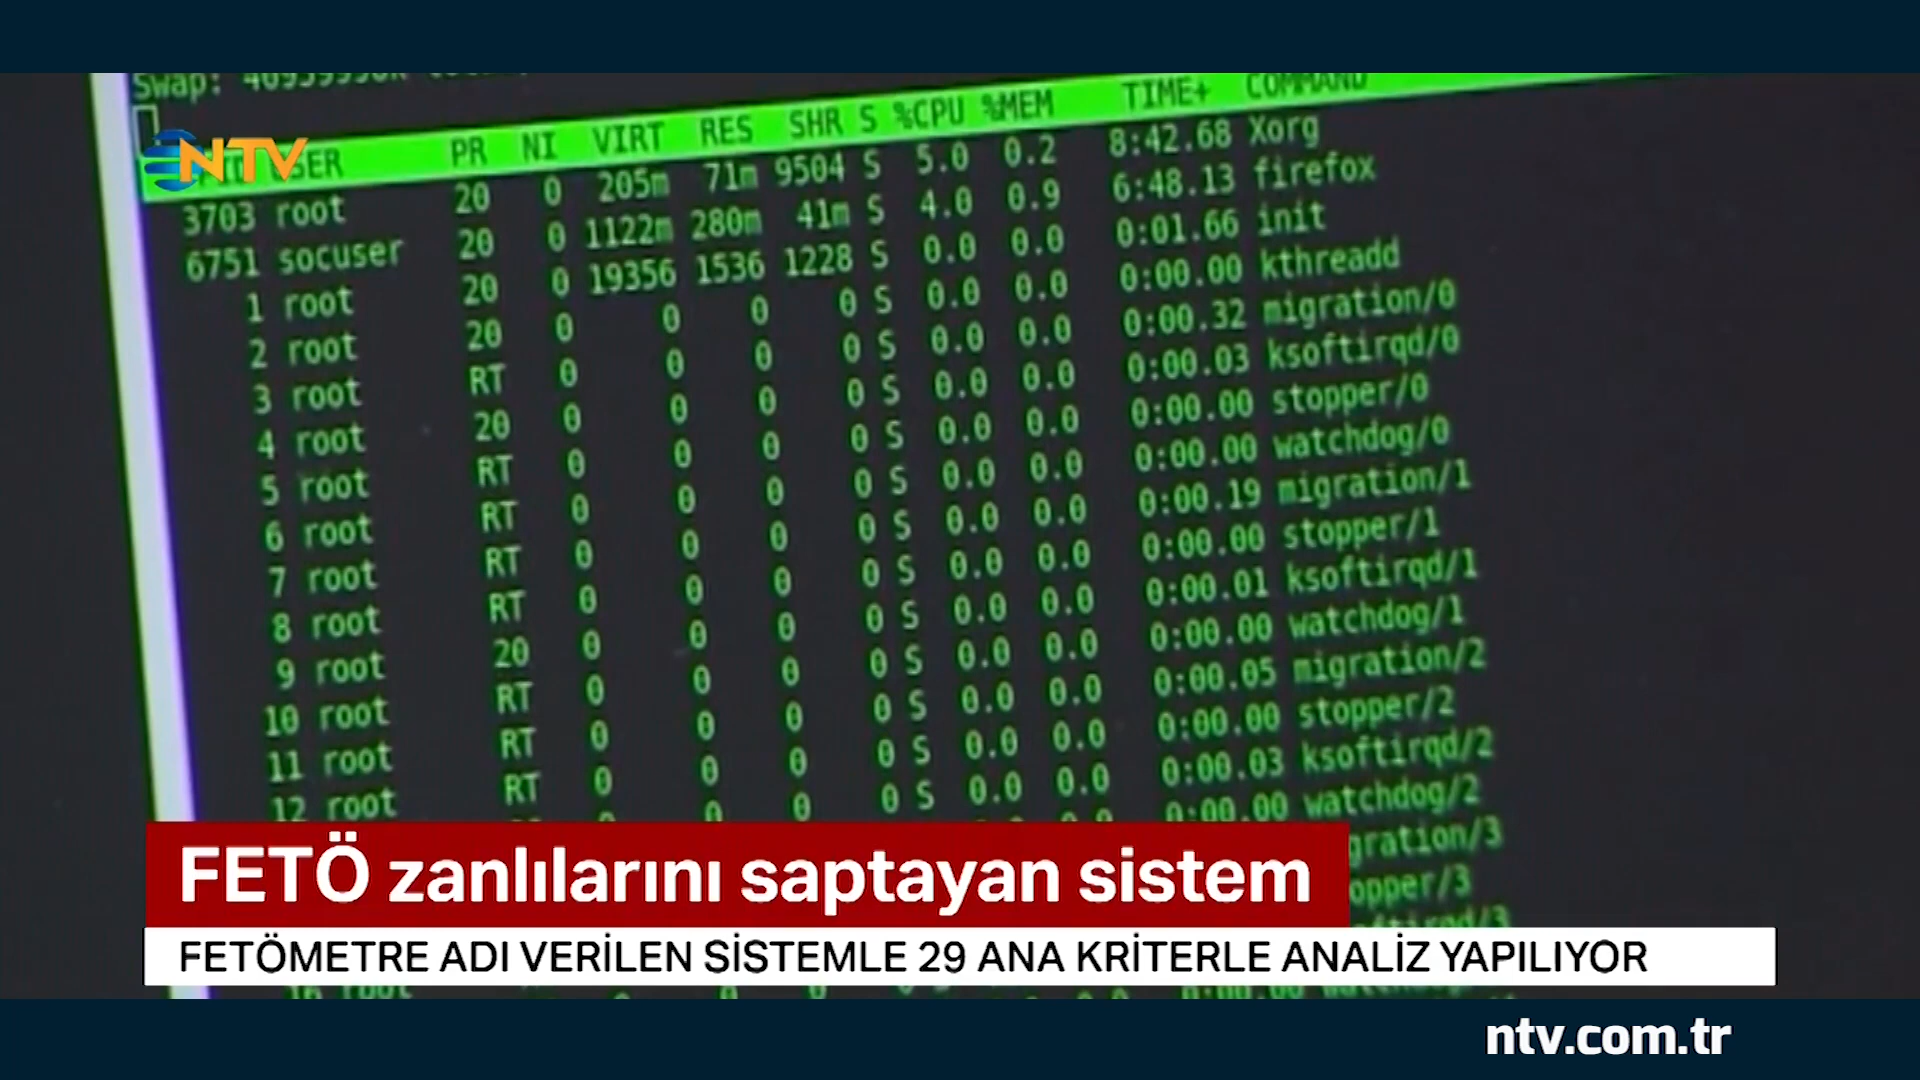 Swap:
NTV
USER PR NI VIRT RES SHR S %CPU %MEM TIME+ COMMAND
3703 root 20 0 205m 71m 9504 S 5.0 0.2 8:42.68 Xorg
6751 socuser 20 0 1122m 280m 41m S 4.0 0.9 6:48.13 firefox
1 root 20 0 19356 1536 1228 S 0.0 0.0 0:01.66 init
2 root 20 0 0 0 0 S 0.0 0.0 0:00.00 kthreadd
3 root RT 0 0 0 0 S 0.0 0.0 0:00.32 migration/0
4 root 20 0 0 0 0 S 0.0 0.0 0:00.03 ksoftirqd/0
5 root RT 0 0 0 0 S 0.0 0.0 0:00.00 stopper/0
6 root RT 0 0 0 0 S 0.0 0.0 0:00.00 watchdog/0
7 root RT 0 0 0 0 S 0.0 0.0 0:00.19 migration/1
8 root RT 0 0 0 0 S 0.0 0.0 0:00.00 stopper/1
9 root 20 0 0 0 0 S 0.0 0.0 0:00.01 ksoftirqd/1
10 root RT 0 0 0 0 S 0.0 0.0 0:00.00 watchdog/1
11 root RT 0 0 0 0 S 0.0 0.0 0:00.05 migration/2
12 root RT 0 0 0 0 S 0.0 0.0 0:00.00 stopper/2
0:00.03 ksoftirqd/2
0:00.00 watchdog/2
FETÖ zanlılarını saptayan sistem
FETÖMETRE ADI VERİLEN SİSTEMLE 29 ANA KRİTERLE ANALİZ YAPILIYOR
ntv.com.tr